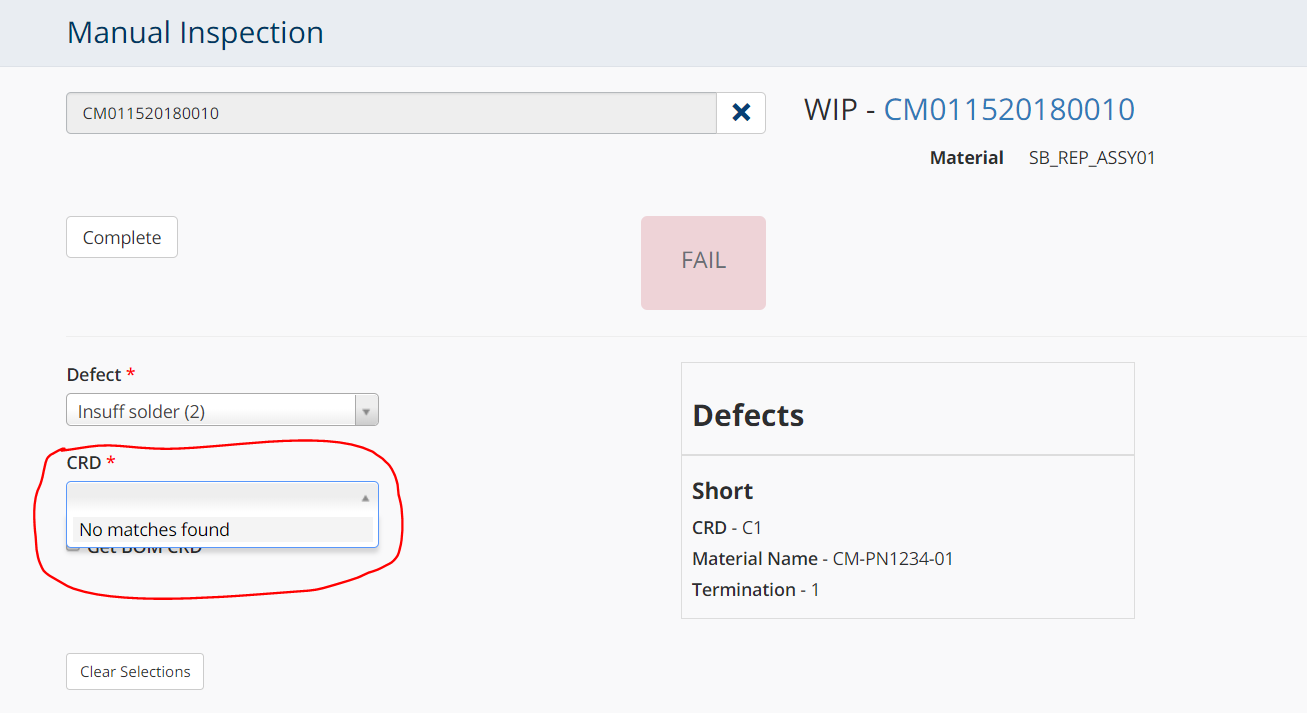 Manual Inspection
CM011520180010
WIP - CM011520180010
Material SB_REP_ASSY01
Complete
FAIL
Defect *
Insuff solder (2)
CRD *
No matches found
Get BOM CRD
Clear Selections
Defects
Short
CRD - C1
Material Name - CM-PN1234-01
Termination - 1